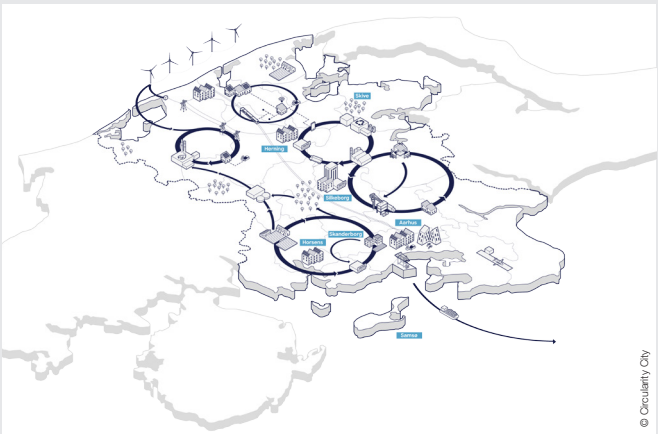 Skive
Herning
Silkeborg
Aarhus
Skanderborg
Horsens
Samsø
© Circularity City